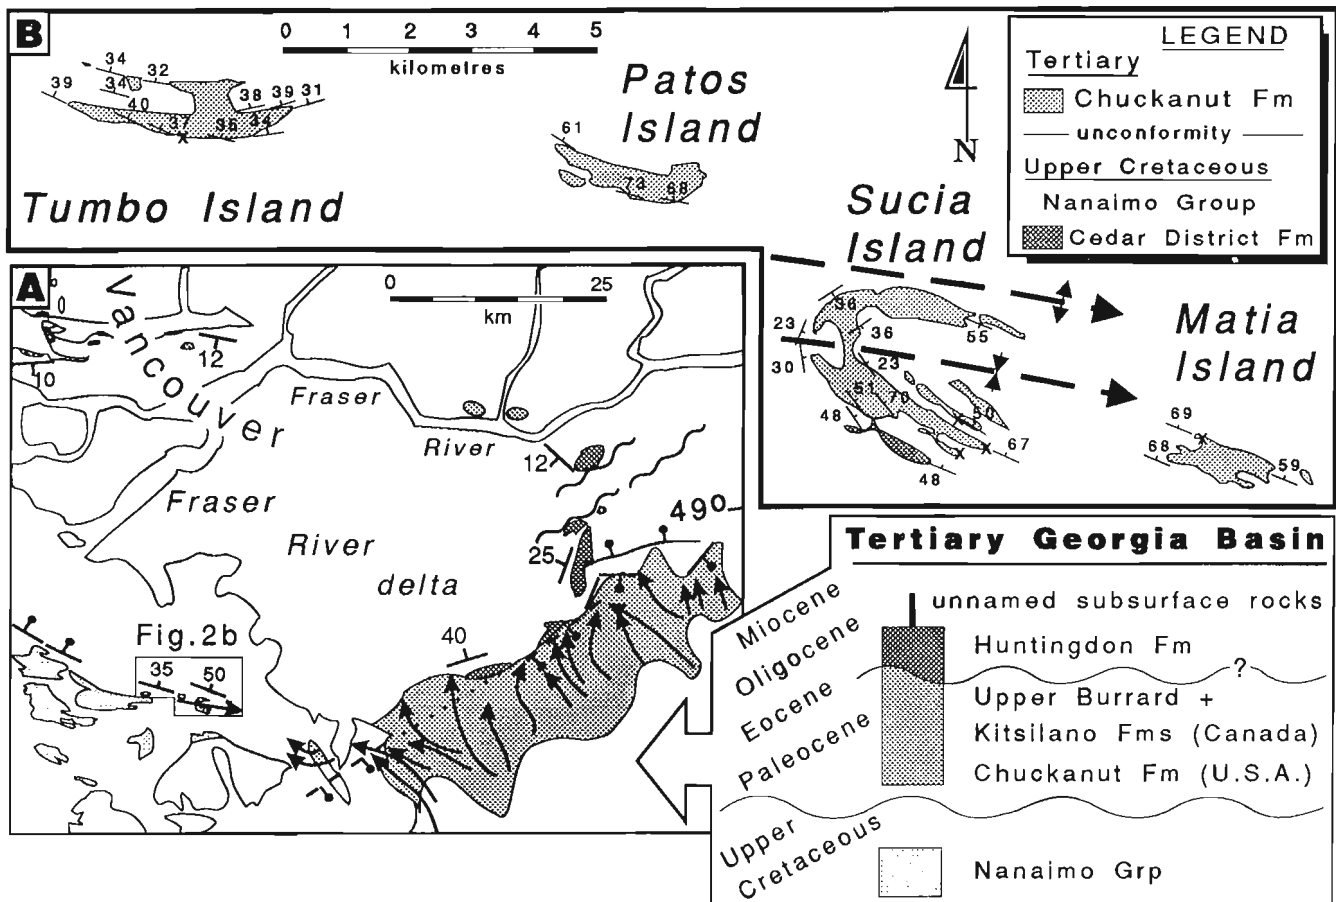 B
0 1 2 3 4 5
kilometres
34
32
39
34
40
38
39
31
37
35
34
Tumbo Island
Patos
Island
61
73
68
N
LEGEND
Tertiary
Chuckanut Fm
unconformity
Upper Cretaceous
Nanaimo Group
Cedar District Fm
Sucia
Island
36
23
36
55
30
23
51
70
50
48
67
48
Matia
Island
69
68
59
A
0 25
km
Vancouver
0
12
10
Fraser
River
12
Fraser
River
delta
49o
25
40
Fig.2b
35
50
Tertiary Georgia Basin
Miocene
Oligocene
Eocene
Paleocene
Upper
Cretaceous
unnamed subsurface rocks
Huntingdon Fm
?
Upper Burrard +
Kitsilano Fms (Canada)
Chuckanut Fm (U.S.A.)
Nanaimo Grp